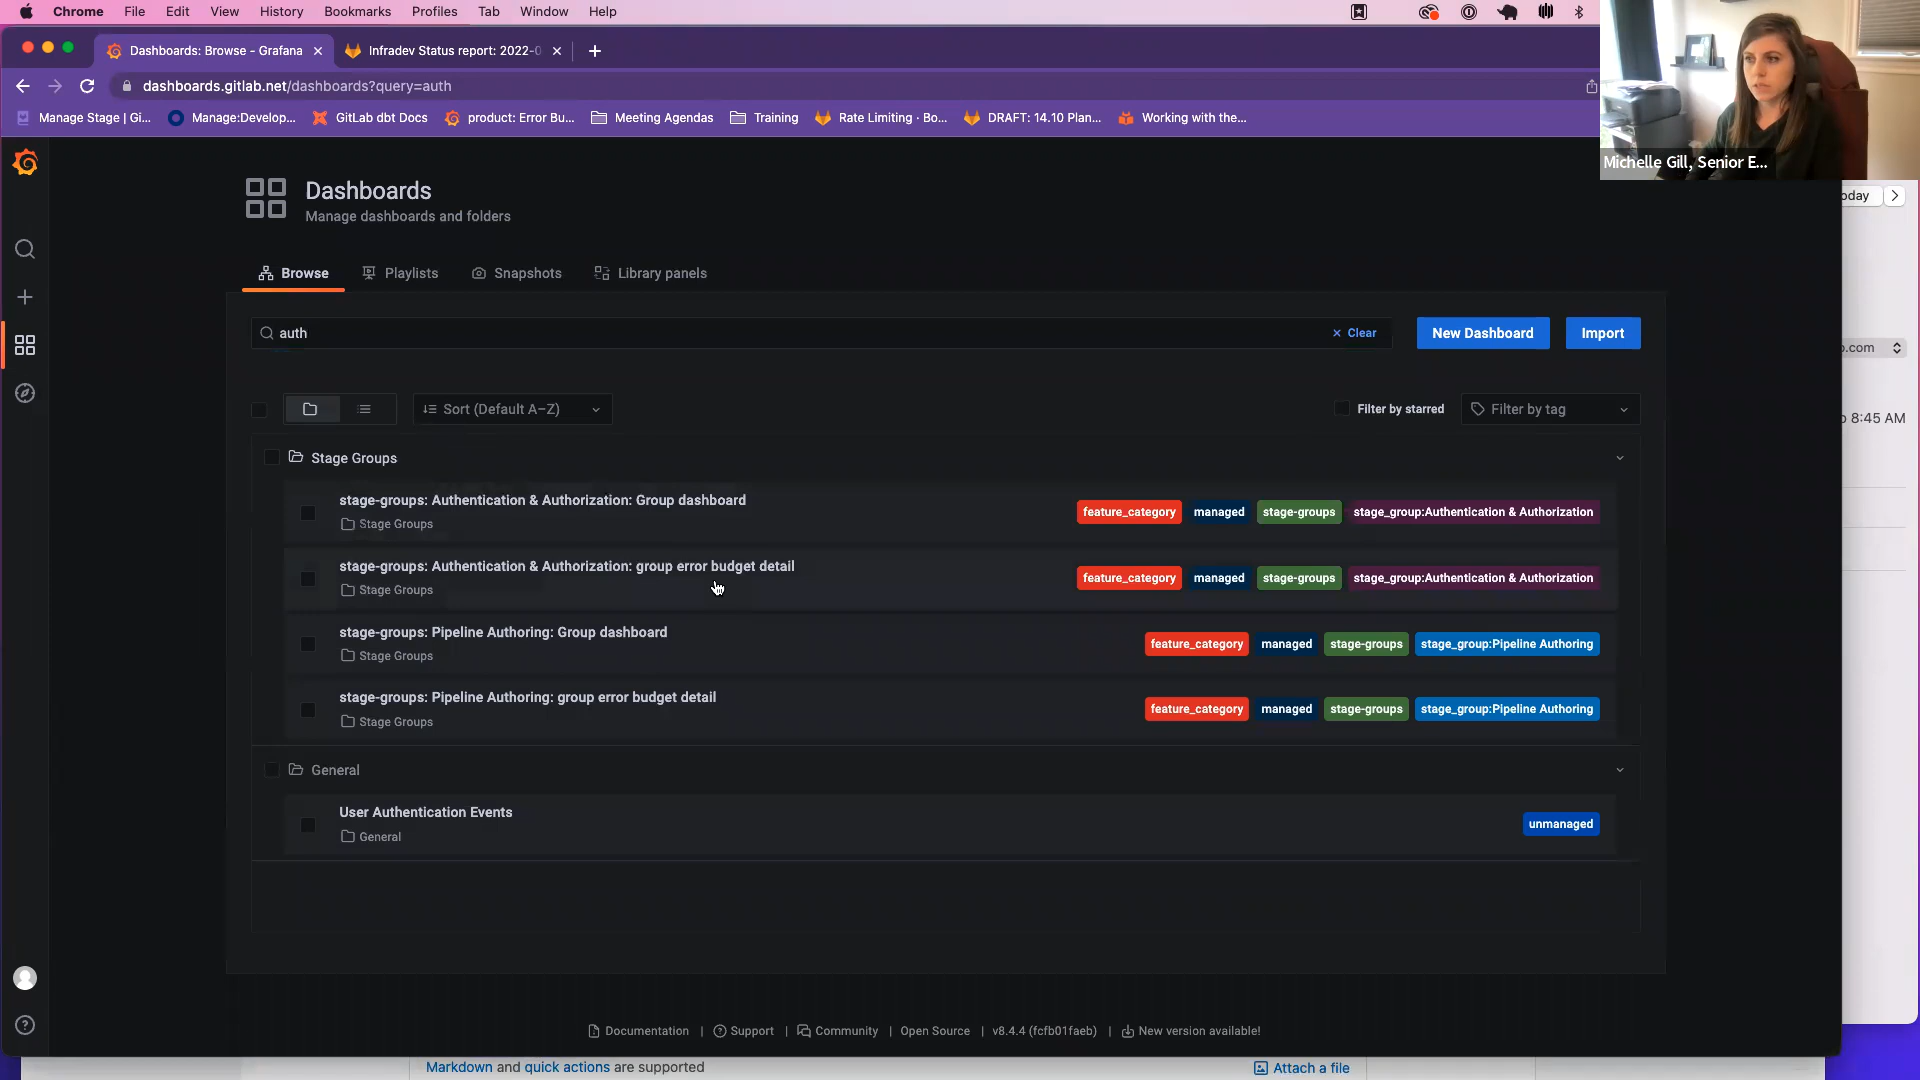 Chrome File Edit View History Bookmarks Profiles Tab Window Help
Dashboards: Browse - Grafana
Infradev Status report: 2022-0
dashboards.gitlab.net/dashboards?query=auth
Manage Stage | Gi...
Manage:Develop...
GitLab dbt Docs
product: Error Bu...
Meeting Agendas
Training
Rate Limiting · Bo...
DRAFT: 14.10 Plan...
Working with the...
Michelle Gill, Senior E...
Dashboards
Manage dashboards and folders
oday
Browse
Playlists
Snapshots
Library panels
auth
Clear
New Dashboard
Import
o.com
Sort (Default A–Z)
Filter by starred
Filter by tag
8:45 AM
Stage Groups
stage-groups: Authentication & Authorization: Group dashboard
Stage Groups
feature_category managed stage-groups stage_group:Authentication & Authorization
stage-groups: Authentication & Authorization: group error budget detail
Stage Groups
feature_category managed stage-groups stage_group:Authentication & Authorization
stage-groups: Pipeline Authoring: Group dashboard
Stage Groups
feature_category managed stage-groups stage_group:Pipeline Authoring
stage-groups: Pipeline Authoring: group error budget detail
Stage Groups
feature_category managed stage-groups stage_group:Pipeline Authoring
General
User Authentication Events
General
unmanaged
Documentation | Support | Community | Open Source | v8.4.4 (fcfb01faeb) | New version available!
Markdown and quick actions are supported
Attach a file